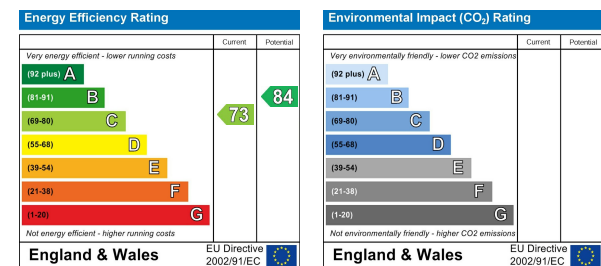 Energy Efficiency Rating
Current Potential
Very energy efficient - lower running costs
(92 plus) A
(81-91) B
84
(69-80) C
73
(55-68) D
(39-54) E
(21-38) F
(1-20) G
Not energy efficient - higher running costs
England & Wales
EU Directive
2002/91/EC
Environmental Impact (CO₂) Rating
Current Potential
Very environmentally friendly - lower CO2 emissions
(92 plus) A
(81-91) B
(69-80) C
(55-68) D
(39-54) E
(21-38) F
(1-20) G
Not environmentally friendly - higher CO2 emissions
England & Wales
EU Directive
2002/91/EC